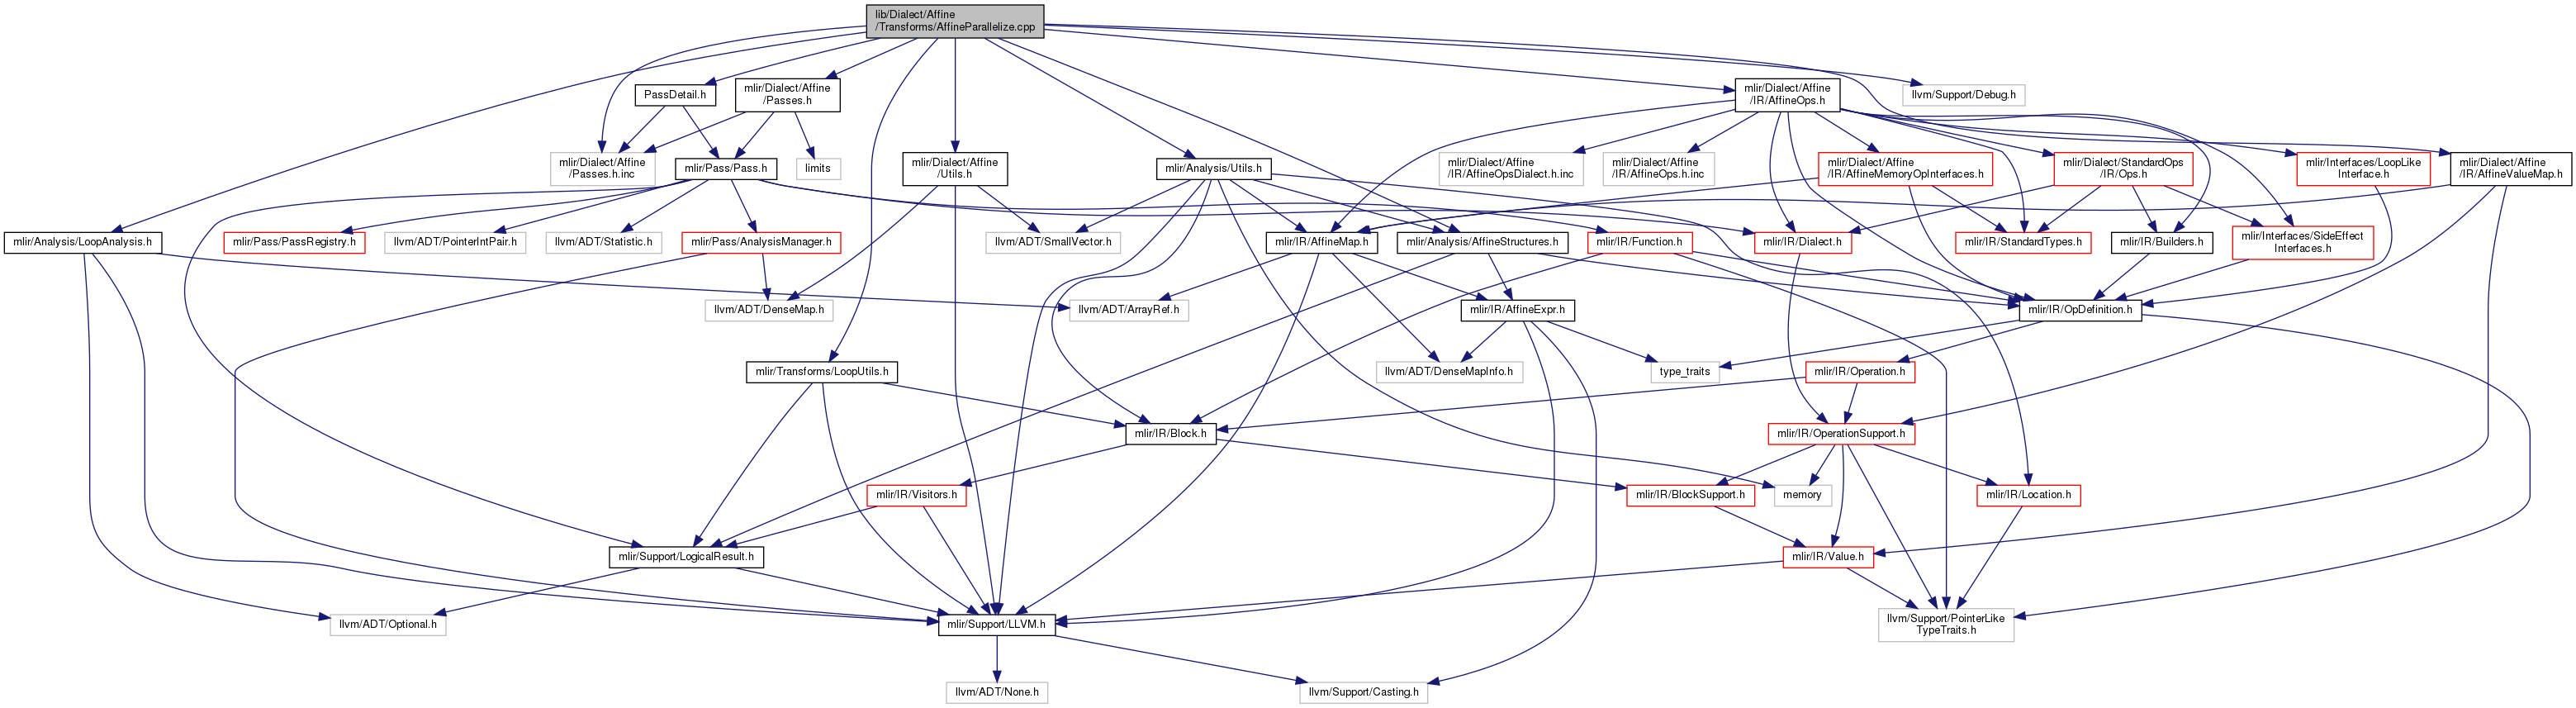 lib/Dialect/Affine
/Transforms/AffineParallelize.cpp
PassDetail.h
mlir/Dialect/Affine
/Passes.h
mlir/Dialect/Affine
/IR/AffineOps.h
llvm/Support/Debug.h
mlir/Dialect/Affine
/Passes.h.inc
mlir/Pass/Pass.h
limits
mlir/Dialect/Affine
/Utils.h
mlir/Analysis/Utils.h
mlir/Dialect/Affine
/IR/AffineOpsDialect.h.inc
mlir/Dialect/Affine
/IR/AffineOps.h.inc
mlir/Dialect/Affine
/IR/AffineMemoryOpInterfaces.h
mlir/Dialect/StandardOps
/IR/Ops.h
mlir/Interfaces/LoopLike
Interface.h
mlir/Dialect/Affine
/IR/AffineValueMap.h
mlir/Analysis/LoopAnalysis.h
mlir/Pass/PassRegistry.h
llvm/ADT/PointerIntPair.h
llvm/ADT/Statistic.h
mlir/Pass/AnalysisManager.h
llvm/ADT/SmallVector.h
mlir/IR/AffineMap.h
mlir/Analysis/AffineStructures.h
mlir/IR/Function.h
mlir/IR/Dialect.h
mlir/IR/StandardTypes.h
mlir/IR/Builders.h
mlir/Interfaces/SideEffect
Interfaces.h
llvm/ADT/DenseMap.h
llvm/ADT/ArrayRef.h
mlir/IR/AffineExpr.h
mlir/IR/OpDefinition.h
mlir/Transforms/LoopUtils.h
llvm/ADT/DenseMapInfo.h
type_traits
mlir/IR/Operation.h
mlir/IR/Block.h
mlir/IR/OperationSupport.h
mlir/IR/Visitors.h
mlir/IR/BlockSupport.h
memory
mlir/IR/Location.h
mlir/Support/LogicalResult.h
mlir/IR/Value.h
llvm/ADT/Optional.h
mlir/Support/LLVM.h
llvm/Support/PointerLike
TypeTraits.h
llvm/ADT/None.h
llvm/Support/Casting.h